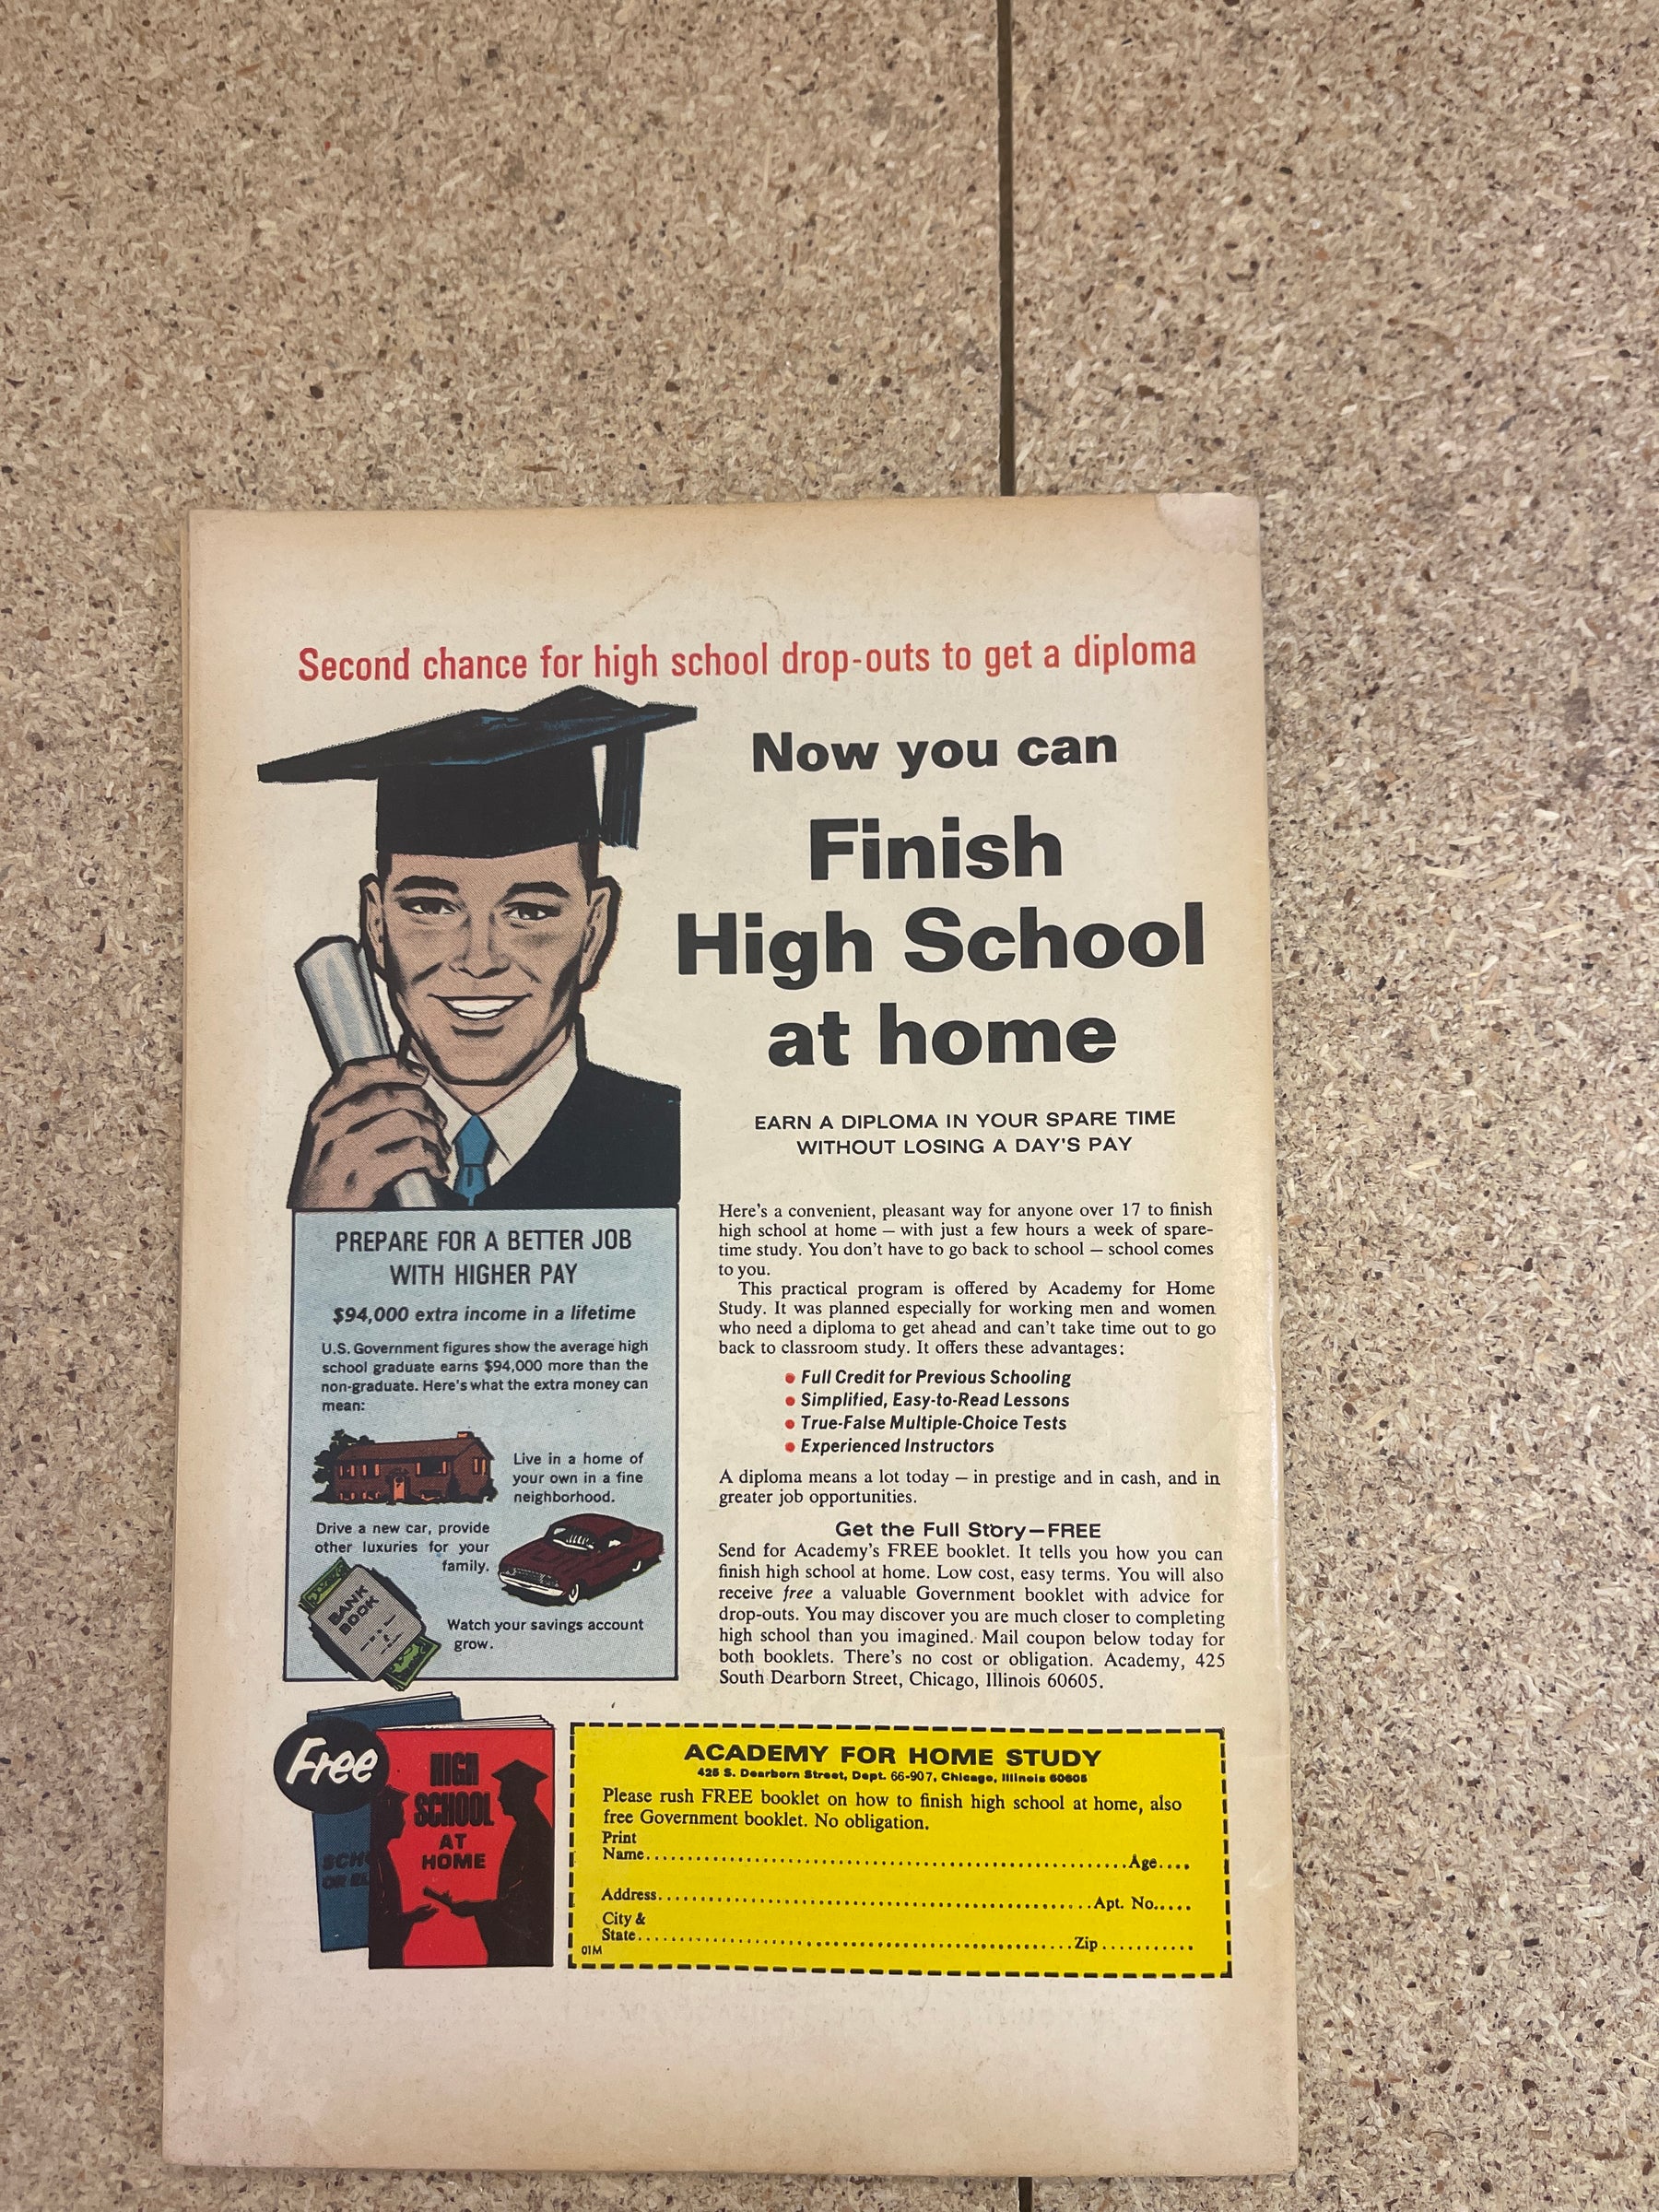 Second chance for high school drop-outs to get a diploma
Now you can
Finish
High School
at home
EARN A DIPLOMA IN YOUR SPARE TIME
WITHOUT LOSING A DAY'S PAY
PREPARE FOR A BETTER JOB
WITH HIGHER PAY
$94,000 extra income in a lifetime
U.S. Government figures show the average high
school graduate earns $94,000 more than the
non-graduate. Here's what the extra money can
mean:
Live in a home of
your own in a fine
neighborhood.
Drive a new car, provide
other luxuries for your
family.
BANK
BOOK
Watch your savings account
grow.
Here's a convenient, pleasant way for anyone over 17 to finish
high school at home — with just a few hours a week of spare-
time study. You don't have to go back to school — school comes
to you.
This practical program is offered by Academy for Home
Study. It was planned especially for working men and women
who need a diploma to get ahead and can't take time out to go
back to classroom study. It offers these advantages:
• Full Credit for Previous Schooling
• Simplified, Easy-to-Read Lessons
• True-False Multiple-Choice Tests
• Experienced Instructors
A diploma means a lot today — in prestige and in cash, and in
greater job opportunities.
Get the Full Story—FREE
Send for Academy's FREE booklet. It tells you how you can
finish high school at home. Low cost, easy terms. You will also
receive free a valuable Government booklet with advice for
drop-outs. You may discover you are much closer to completing
high school than you imagined. Mail coupon below today for
both booklets. There's no cost or obligation. Academy, 425
South Dearborn Street, Chicago, Illinois 60605.
Free
HIGH
SCHOOL
AT
HOME
SCH
OR
ACADEMY FOR HOME STUDY
425 S. Dearborn Street, Dept. 66-907, Chicago, Illinois 60605
Please rush FREE booklet on how to finish high school at home, also
free Government booklet. No obligation.
Print
Name..........Age....
Address..........Apt. No.....
City &
State..........Zip..........
01M